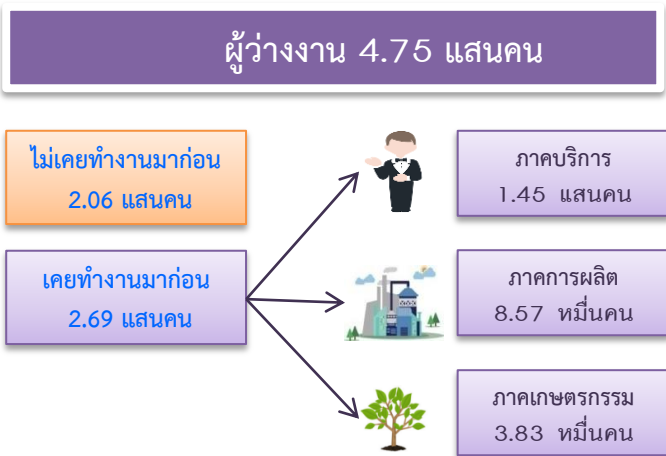 ผู้ว่างงาน 4.75 แสนคน
ไม่เคยทำงานมาก่อน
2.06 แสนคน
เคยทำงานมาก่อน
2.69 แสนคน
ภาคบริการ
1.45 แสนคน
ภาคการผลิต
8.57 หมื่นคน
ภาคเกษตรกรรม
3.83 หมื่นคน